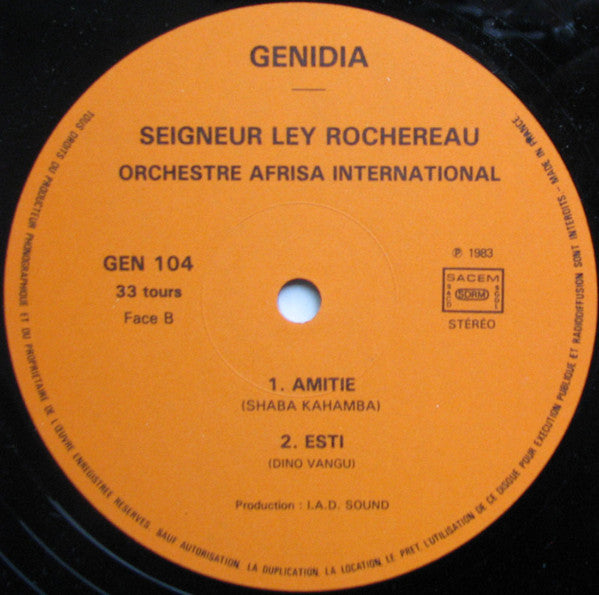 GENIDIA
SEIGNEUR LEY ROCHEREAU
ORCHESTRE AFRISA INTERNATIONAL
GEN 104
33 tours
Face B
℗ 1983
SACEM
SACD
SDRM
SGDL
STÉRÉO
1. AMITIE
(SHABA KAHAMBA)
2. ESTI
(DINO VANGU)
Production : I.A.D. SOUND
TOUS DROITS DU PRODUCTEUR PHONOGRAPHIQUE ET DU PROPRIETAIRE DE L'ŒUVRE ENREGISTREE RESERVES. SAUF AUTORISATION, LA DUPLICATION, LA LOCATION, LE PRET, L'UTILISATION DE CE DISQUE POUR EXECUTION PUBLIQUE ET RADIODIFFUSION SONT INTERDITS - MADE IN FRANCE